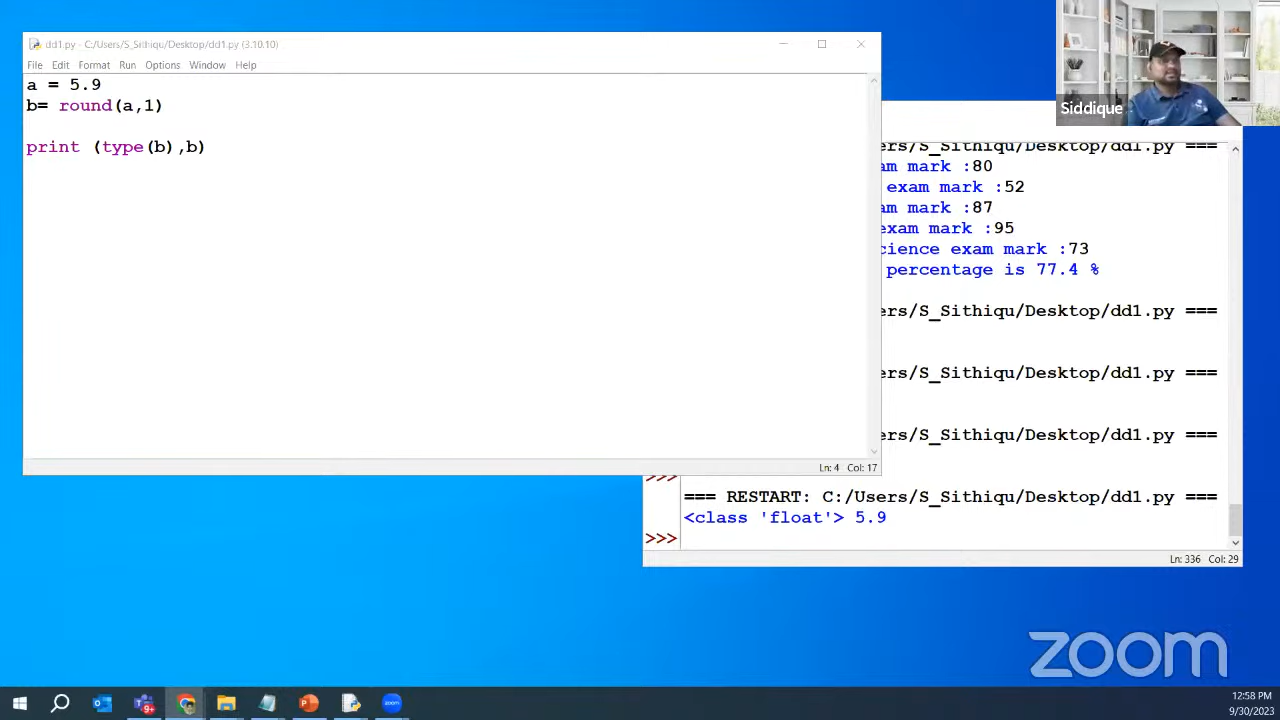 dd1.py - C:/Users/S_Sithiqu/Desktop/dd1.py (3.10.10)
File Edit Format Run Options Window Help
a = 5.9
b= round(a,1)
print (type(b),b)
Ln: 4 Col: 17
Siddique
ers/S_Sithiqu/Desktop/dd1.py ===
am mark :80
exam mark :52
am mark :87
exam mark :95
cience exam mark :73
percentage is 77.4 %
ers/S_Sithiqu/Desktop/dd1.py ===
ers/S_Sithiqu/Desktop/dd1.py ===
ers/S_Sithiqu/Desktop/dd1.py ===
>>>
=== RESTART: C:/Users/S_Sithiqu/Desktop/dd1.py ===
<class 'float'> 5.9
>>>
Ln: 336 Col: 29
zoom
zoom
12:58 PM
9/30/2023